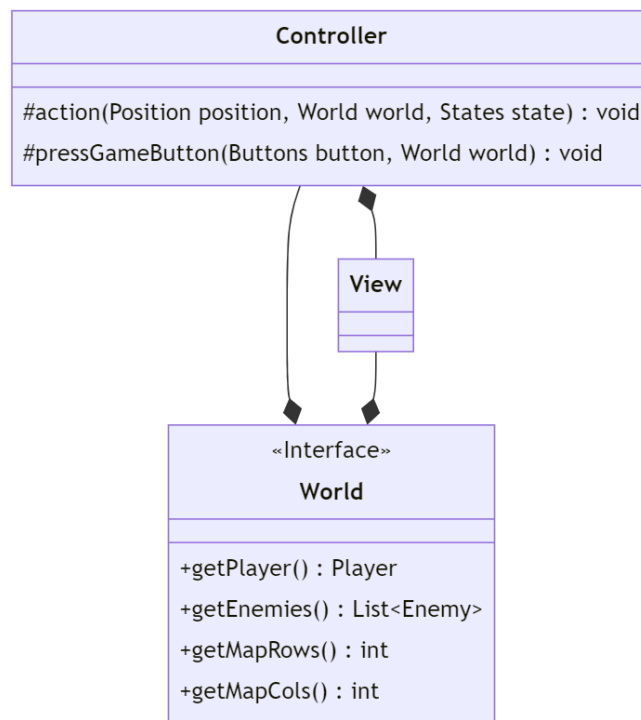 Controller
#action(Position position, World world, States state) : void
#pressGameButton(Buttons button, World world) : void
View
«Interface»
World
+getPlayer() : Player
+getEnemies() : List<Enemy>
+getMapRows() : int
+getMapCols() : int